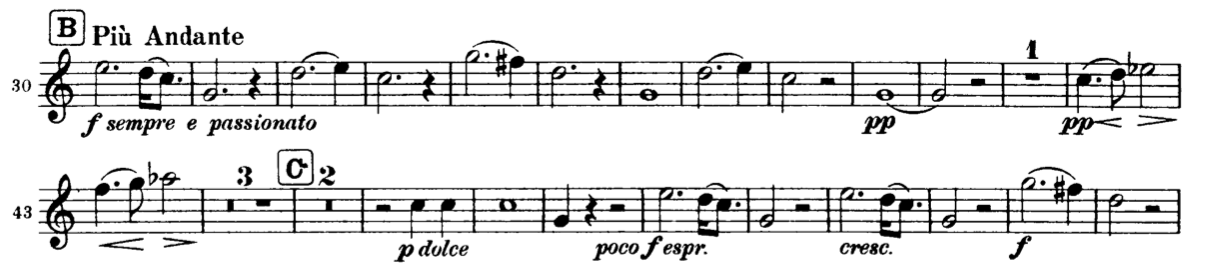 B Più Andante
1
30
f sempre e passionato pp pp
3 C 2
43
p dolce poco f espr. cresc. f